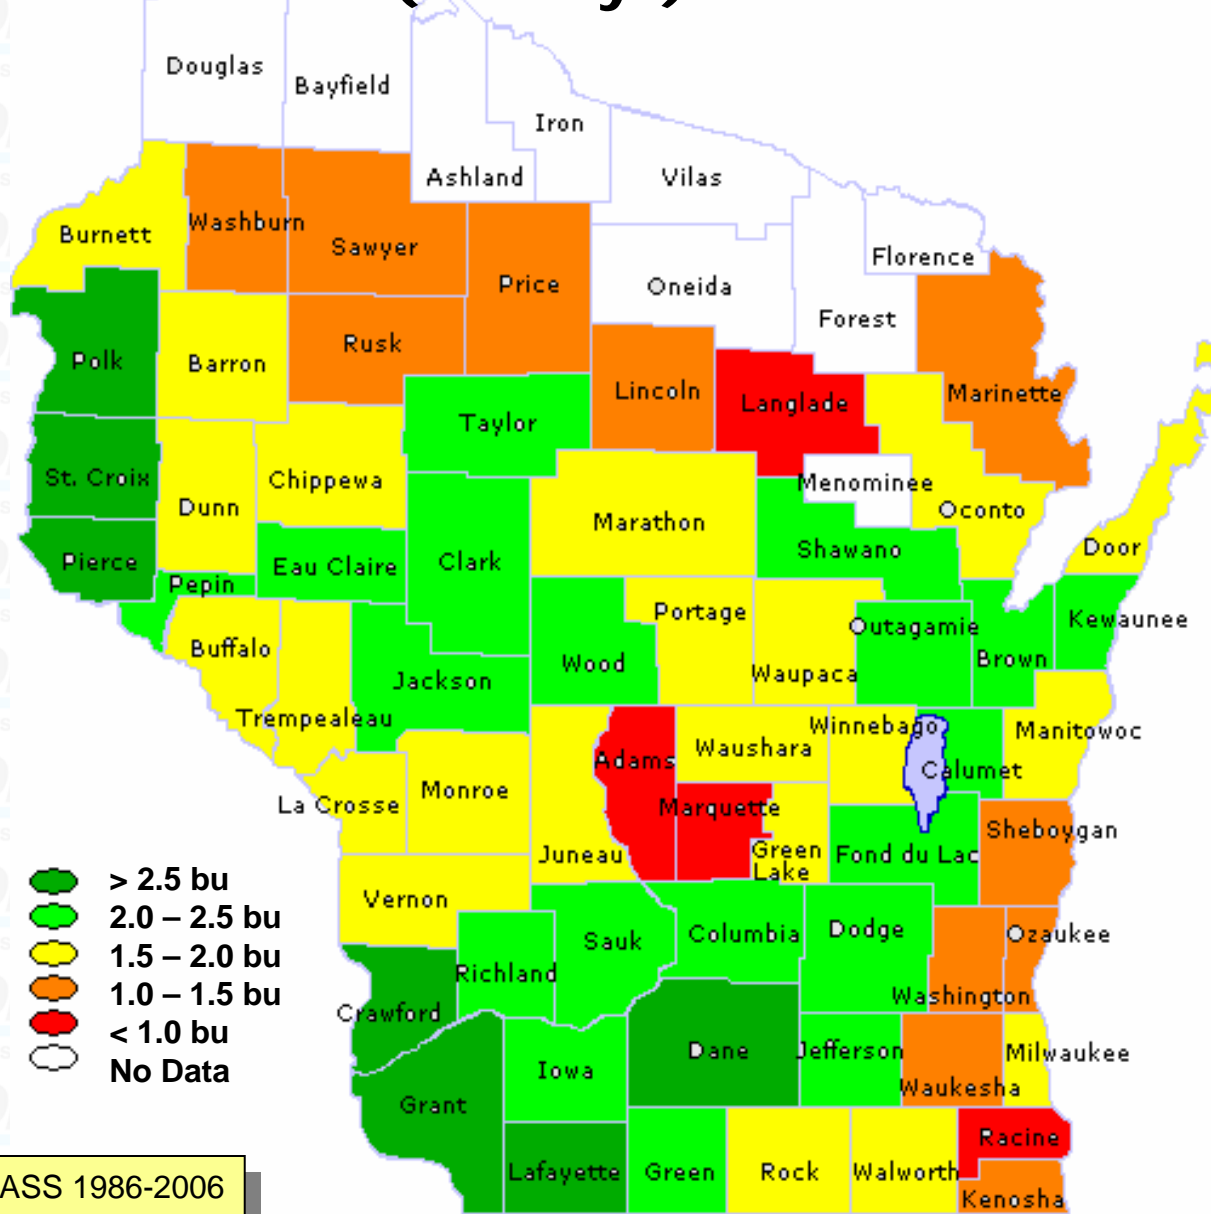 Douglas
Bayfield
Iron
Ashland
Vilas
Washburn
Burnett
Sawyer
Florence
Price
Oneida
Forest
Rusk
Polk
Barron
Lincoln
Marinette
Langlade
Taylor
St. Croix
Chippewa
Menominee
Dunn
Oconto
Marathon
Shawano
Door
Pierce
Eau Claire
Clark
Pepin
Portage
Kewaunee
Outagamie
Buffalo
Wood
Brown
Waupaca
Jackson
Trempealeau
Winnebago
Manitowoc
Waushara
Adams
Calumet
Monroe
La Crosse
Marquette
Sheboygan
Juneau
Green
Lake
Fond du Lac
> 2.5 bu
2.0 – 2.5 bu
1.5 – 2.0 bu
1.0 – 1.5 bu
< 1.0 bu
No Data
Vernon
Sauk
Columbia
Dodge
Ozaukee
Richland
Washington
Crawford
Dane
Jefferson
Milwaukee
Iowa
Waukesha
Grant
Racine
Lafayette
Green
Rock
Walworth
Kenosha
ASS 1986-2006